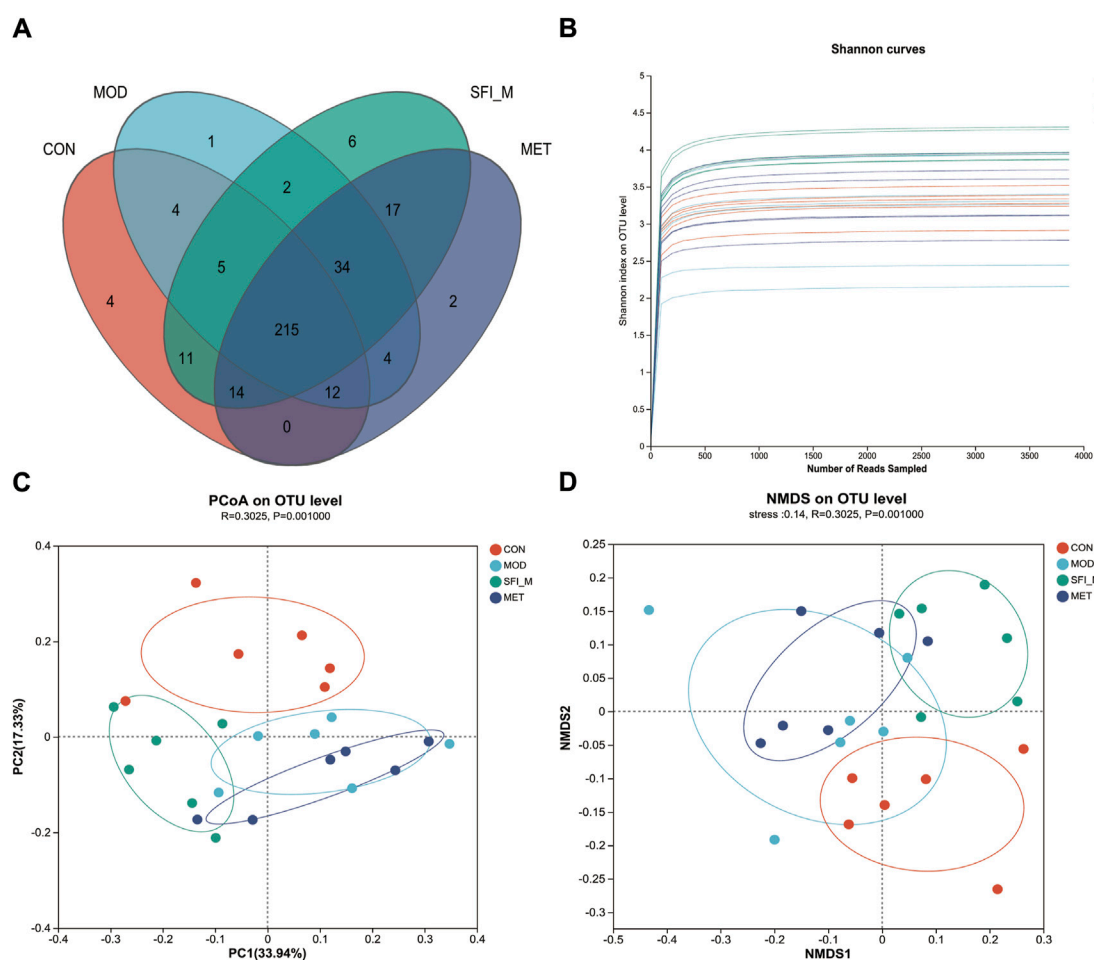 A
MOD
SFI_M
CON
MET
1
6
2
4
17
5
34
4
2
215
11
4
14
12
0
B
Shannon curves
Shannon index on OTU level
5
4.5
4
3.5
3
2.5
2
1.5
1
0.5
0
0
500
1000
1500
2000
2500
3000
3500
4000
Number of Reads Sampled
C
PCoA on OTU level
R=0.3025, P=0.001000
CON
MOD
SFI_M
MET
PC2(17.33%)
0.4
0.2
0
-0.2
-0.4
-0.4
-0.3
-0.2
-0.1
0
0.1
0.2
0.3
0.4
PC1(33.94%)
D
NMDS on OTU level
stress :0.14, R=0.3025, P=0.001000
CON
MOD
SFI_M
MET
NMDS2
0.25
0.2
0.15
0.1
0.05
0
-0.05
-0.1
-0.15
-0.2
-0.25
-0.3
-0.5
-0.4
-0.3
-0.2
-0.1
0
0.1
0.2
0.3
NMDS1